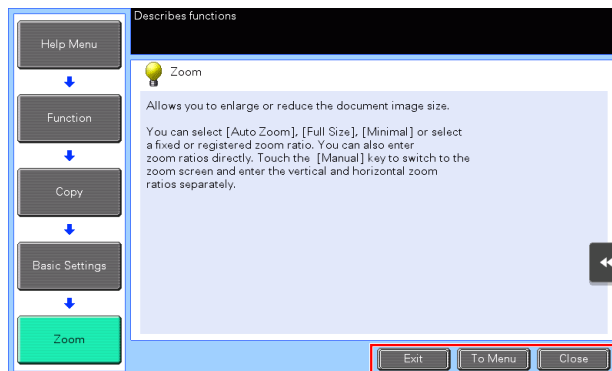 Describes functions
Help Menu
Function
Copy
Basic Settings
Zoom
Zoom
Allows you to enlarge or reduce the document image size.
You can select [Auto Zoom], [Full Size], [Minimal] or select
a fixed or registered zoom ratio. You can also enter
zoom ratios directly. Touch the [Manual] key to switch to the
zoom screen and enter the vertical and horizontal zoom
ratios separately.
Exit
To Menu
Close